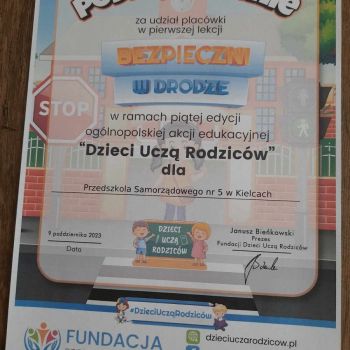 za udział placówki
w pierwszej lekcji
BEZPIECZNI
W DRODZE
STOP
w ramach piątej edycji
ogólnopolskiej akcji edukacyjnej
“Dzieci Uczą Rodziców”
dla
Przedszkola Samorządowego nr 5 w Kielcach
9 października 2023
Data
DZIECI
UCZĄ
RODZICÓW
Janusz Bieńkowski
Prezes
Fundacji Dzieci Uczą Rodziców
#DzieciUcząRodziców
FUNDACJA
dzieciuczarodzicow.pl